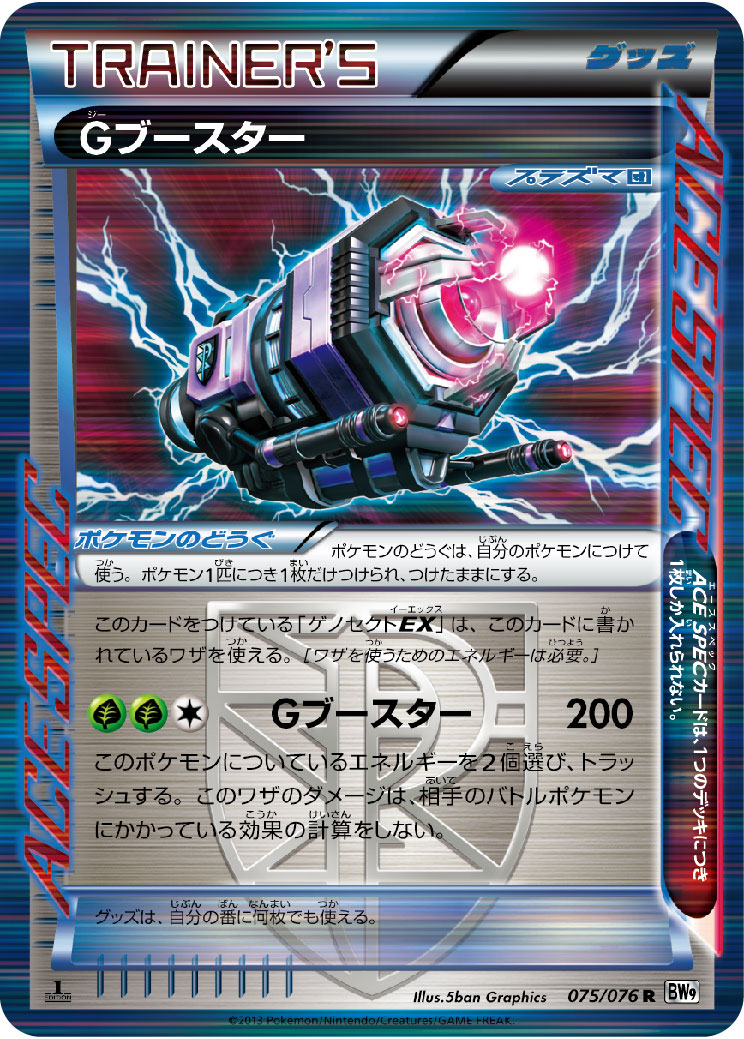 TRAINER'S
グッズ
ジー
Gブースター
プラズマ団
ACE SPEC
ポケモンのどうぐ
ポケモンのどうぐは、自分のポケモンにつけて
使う。ポケモン1匹につき1枚だけつけられ、つけたままにする。
このカードをつけている「ゲノセクトEX」は、このカードに書か
れているワザを使える。[ワザを使うためのエネルギーは必要。]
Gブースター 200
このポケモンについているエネルギーを2個選び、トラッ
シュする。このワザのダメージは、相手のバトルポケモン
にかかっている効果の計算をしない。
ACE SPEC
ACE SPECカードは、1つのデッキにつき
1枚しか入れられない。
グッズは、自分の番に何枚でも使える。
1 EDITION
Illus. 5ban Graphics 075/076 R BW9
©2013 Pokémon/Nintendo/Creatures/GAME FREAK.